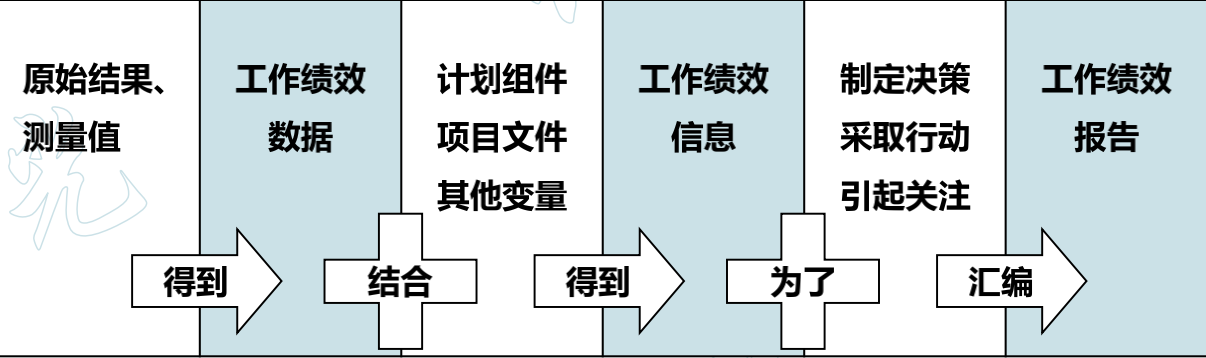 原始结果、
测量值
得到
工作绩效
数据
结合
计划组件
项目文件
其他变量
得到
工作绩效
信息
为了
制定决策
采取行动
引起关注
汇编
工作绩效
报告